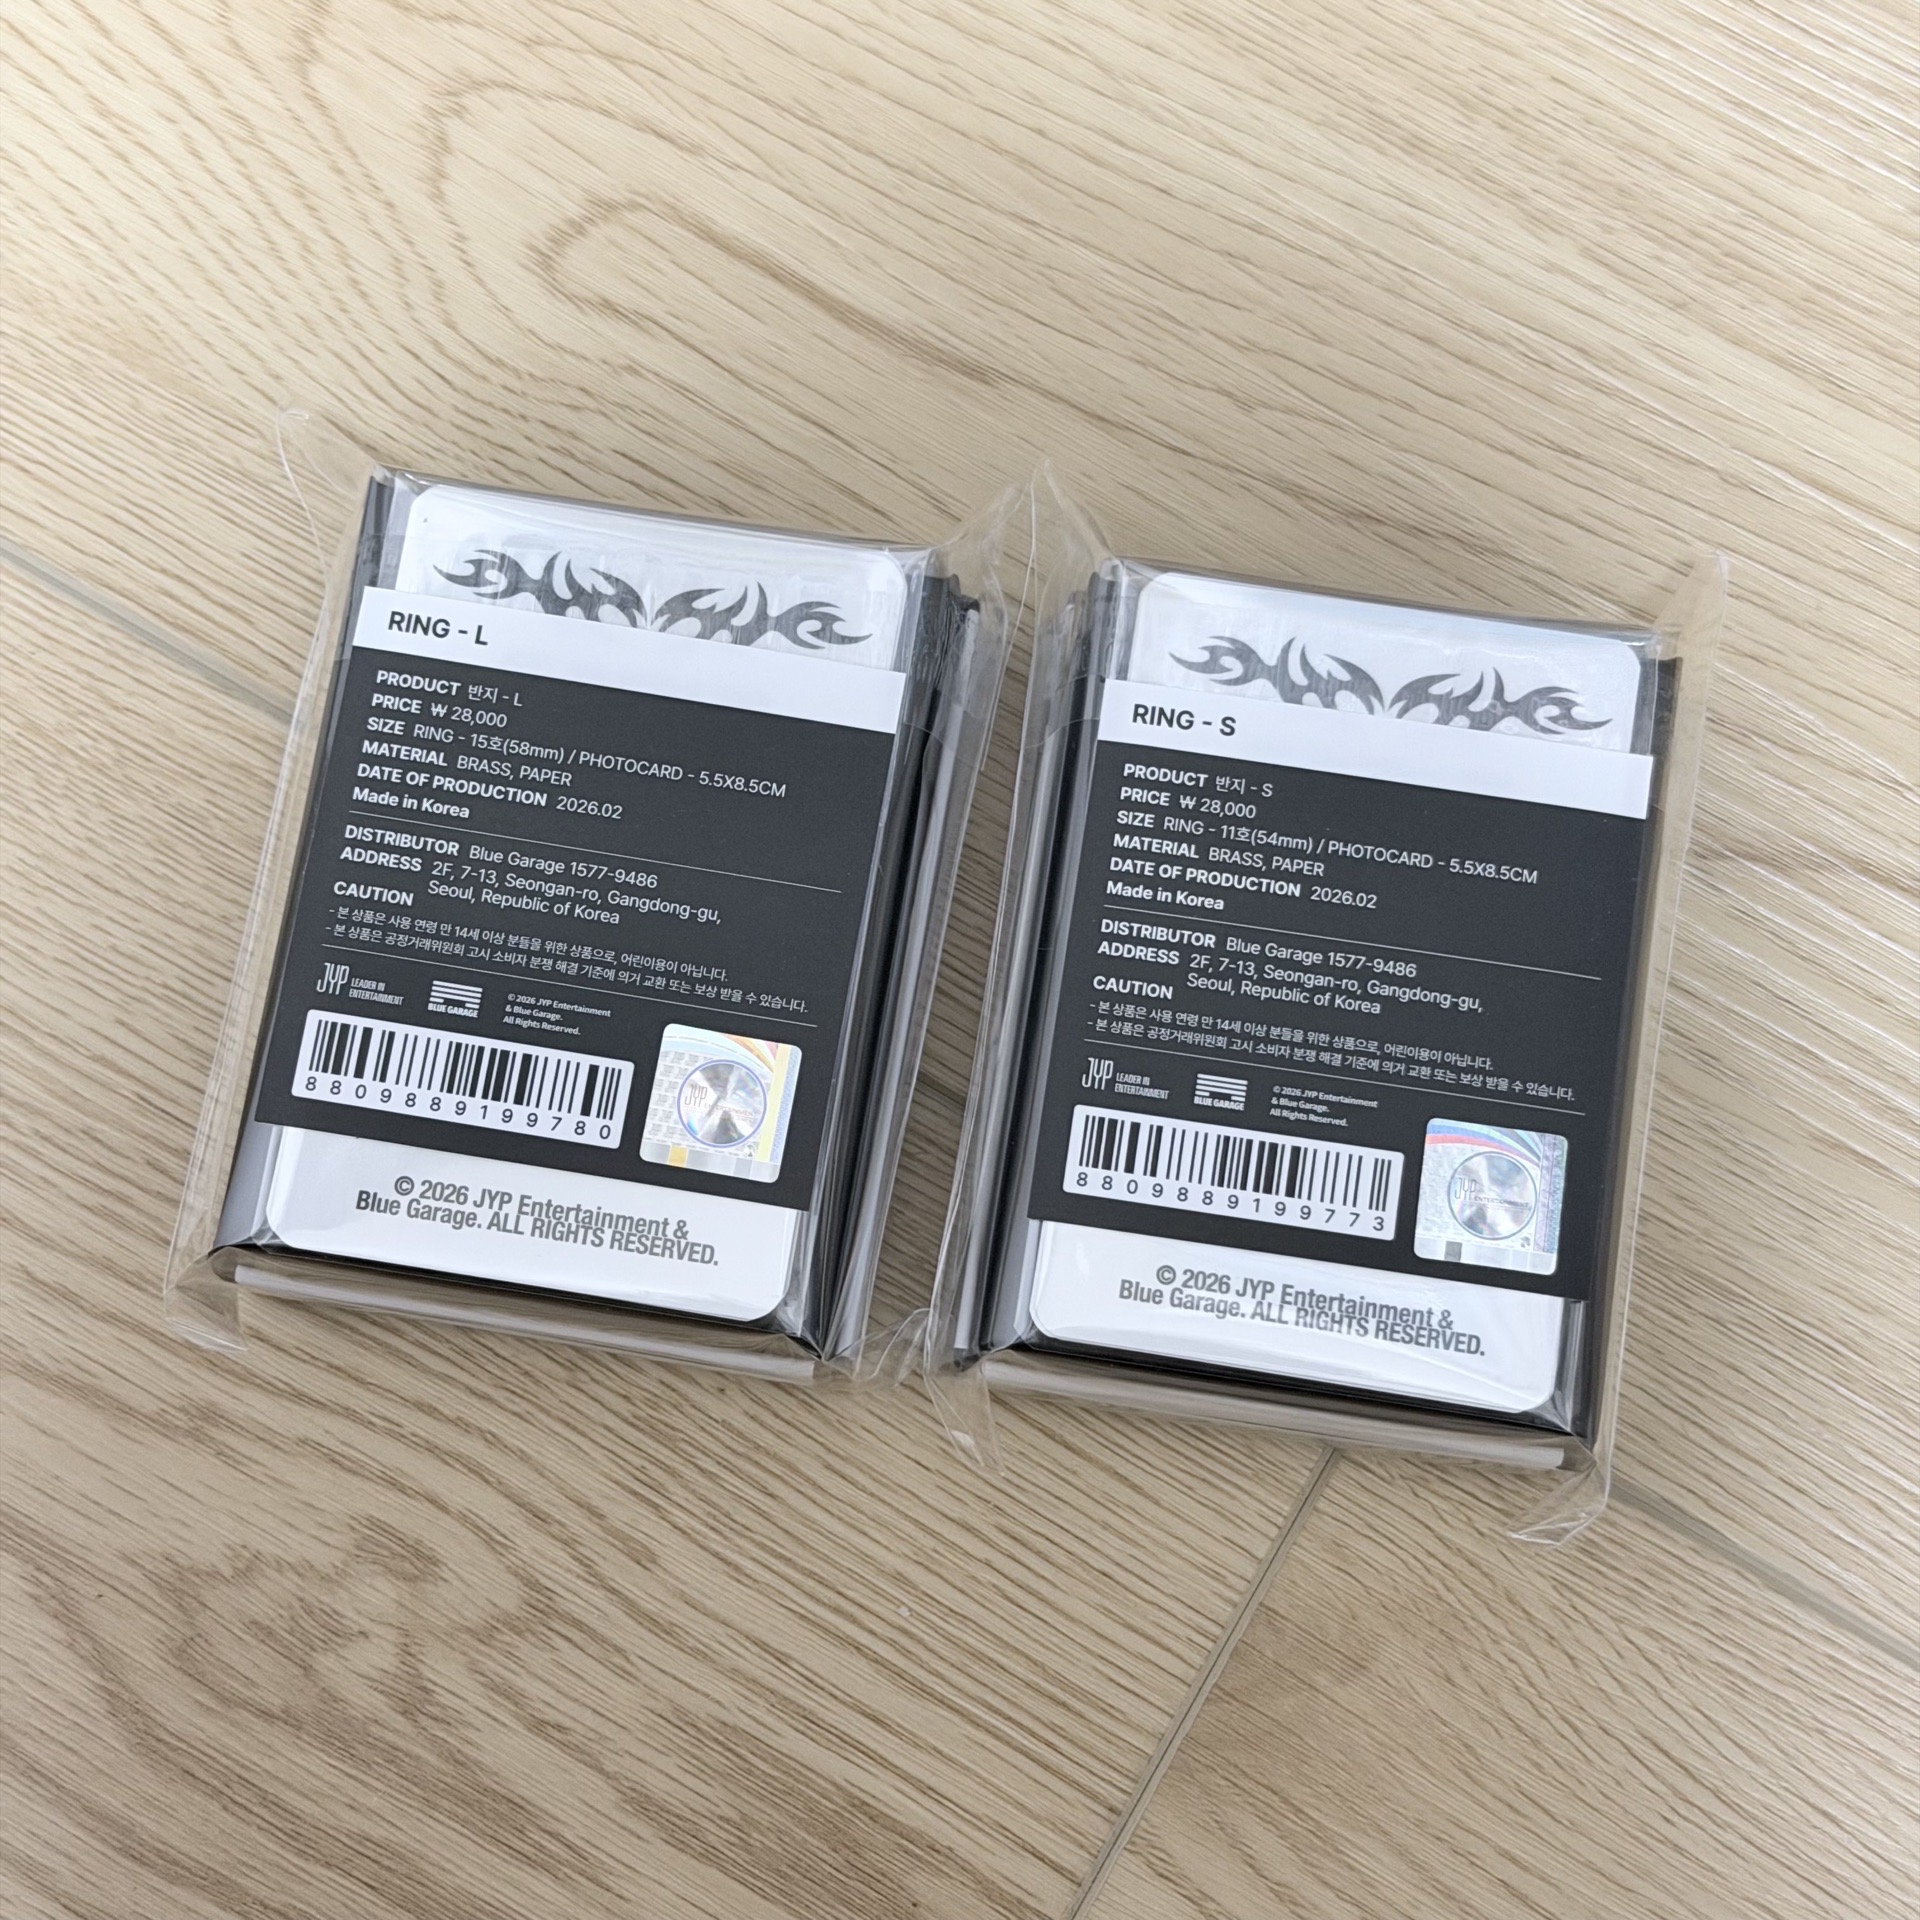 RING - L
PRODUCT 반지 - L
PRICE ₩ 28,000
SIZE RING - 15호(58mm) / PHOTOCARD - 5.5X8.5CM
MATERIAL BRASS, PAPER
DATE OF PRODUCTION 2026.02
Made in Korea
DISTRIBUTOR Blue Garage 1577-9486
ADDRESS 2F, 7-13, Seongan-ro, Gangdong-gu,
Seoul, Republic of Korea
CAUTION
- 본 상품은 사용 연령 만 14세 이상 분들을 위한 상품으로, 어린이용이 아닙니다.
- 본 상품은 공정거래위원회 고시 소비자 분쟁 해결 기준에 의거 교환 또는 보상 받을 수 있습니다.
JYP LEADER IN
ENTERTAINMENT
BLUE GARAGE
© 2026 JYP Entertainment
& Blue Garage.
All Rights Reserved.
8809889199780
JYP ENTERTAINMENT
© 2026 JYP Entertainment &
Blue Garage. ALL RIGHTS RESERVED.
RING - S
PRODUCT 반지 - S
PRICE ₩ 28,000
SIZE RING - 11호(54mm) / PHOTOCARD - 5.5X8.5CM
MATERIAL BRASS, PAPER
DATE OF PRODUCTION 2026.02
Made in Korea
DISTRIBUTOR Blue Garage 1577-9486
ADDRESS 2F, 7-13, Seongan-ro, Gangdong-gu,
Seoul, Republic of Korea
CAUTION
- 본 상품은 사용 연령 만 14세 이상 분들을 위한 상품으로, 어린이용이 아닙니다.
- 본 상품은 공정거래위원회 고시 소비자 분쟁 해결 기준에 의거 교환 또는 보상 받을 수 있습니다.
JYP LEADER IN
ENTERTAINMENT
BLUE GARAGE
© 2026 JYP Entertainment
& Blue Garage.
All Rights Reserved.
8809889199773
JYP ENTERTAINMENT
© 2026 JYP Entertainment &
Blue Garage. ALL RIGHTS RESERVED.